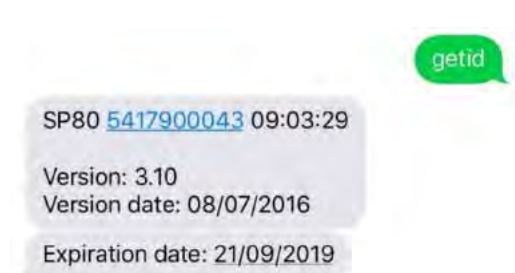 getid
SP80 5417900043 09:03:29
Version: 3.10
Version date: 08/07/2016
Expiration date: 21/09/2019